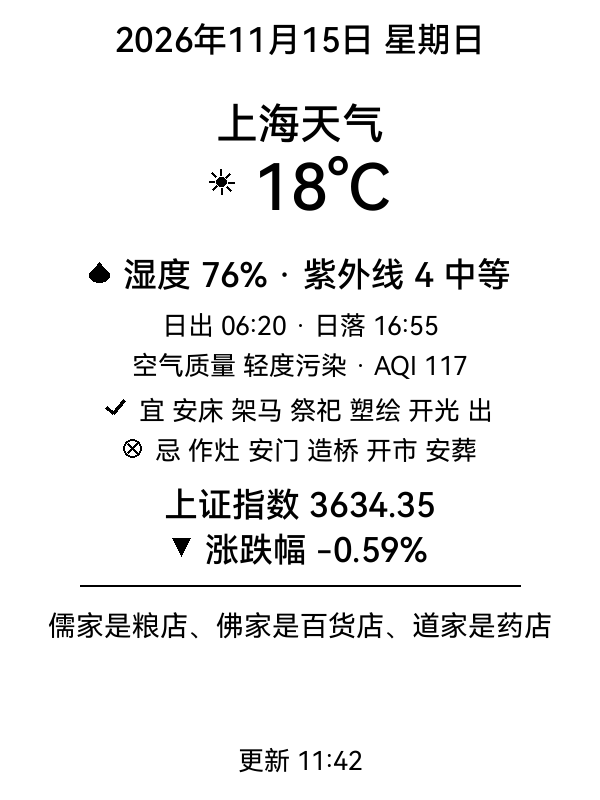 2026年11月15日 星期日
上海天气
18°C
湿度 76% · 紫外线 4 中等
日出 06:20 · 日落 16:55
空气质量 轻度污染 · AQI 117
宜 安床 架马 祭祀 塑绘 开光 出
忌 作灶 安门 造桥 开市 安葬
上证指数 3634.35
▼ 涨跌幅 -0.59%
儒家是粮店、佛家是百货店、道家是药店
更新 11:42